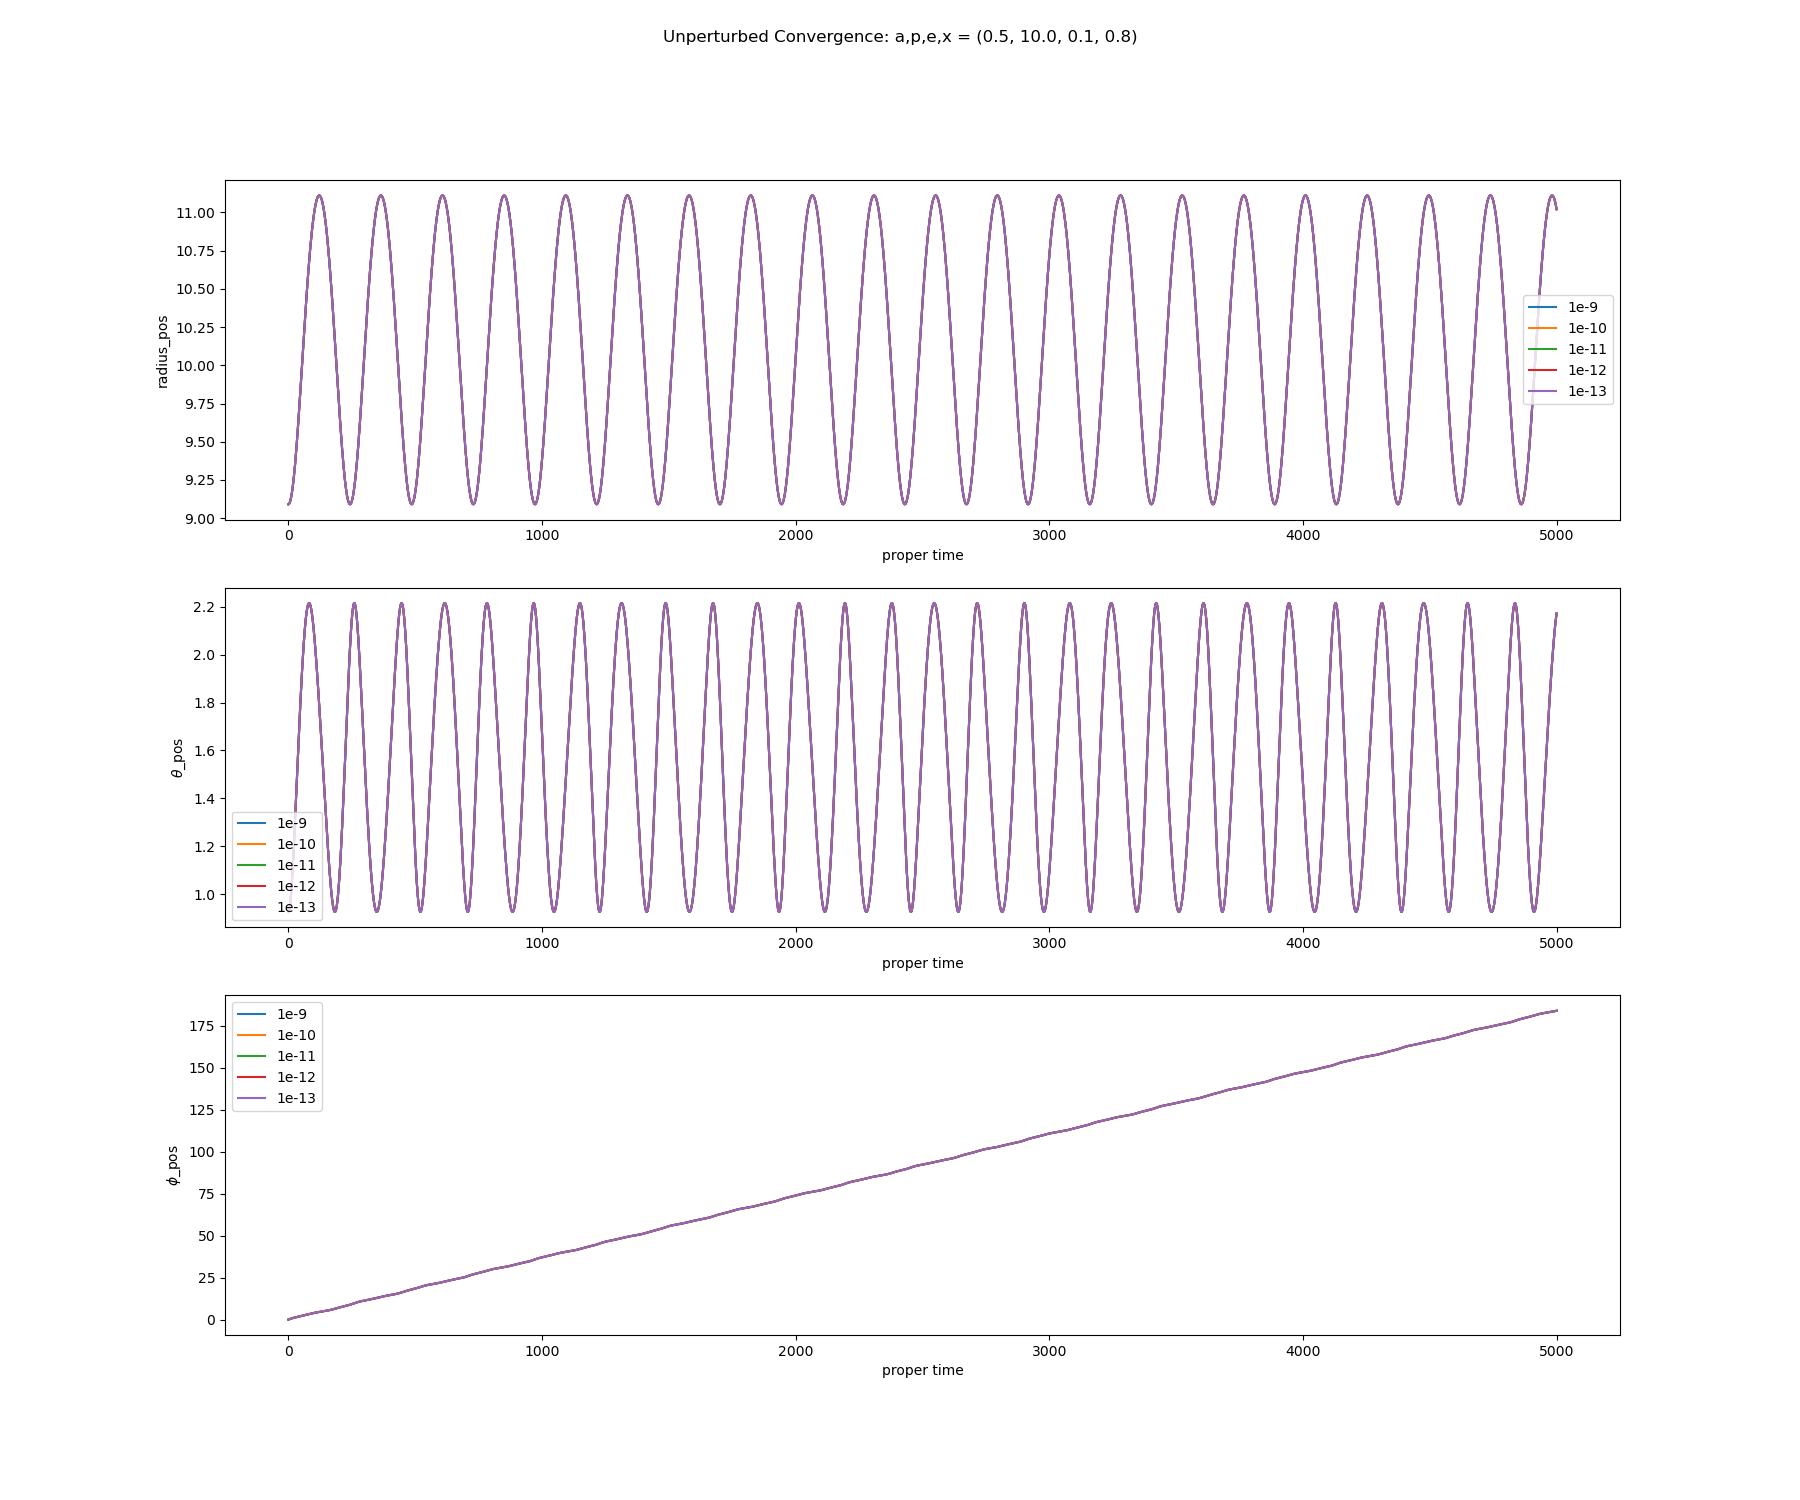 Unperturbed Convergence: a,p,e,x = (0.5, 10.0, 0.1, 0.8)
radius_pos
11.00
10.75
10.50
10.25
10.00
9.75
9.50
9.25
9.00
1e-9
1e-10
1e-11
1e-12
1e-13
0 1000 2000 3000 4000 5000
proper time
θ_pos
2.2
2.0
1.8
1.6
1.4
1.2
1.0
1e-9
1e-10
1e-11
1e-12
1e-13
0 1000 2000 3000 4000 5000
proper time
ϕ_pos
175
150
125
100
75
50
25
0
1e-9
1e-10
1e-11
1e-12
1e-13
0 1000 2000 3000 4000 5000
proper time